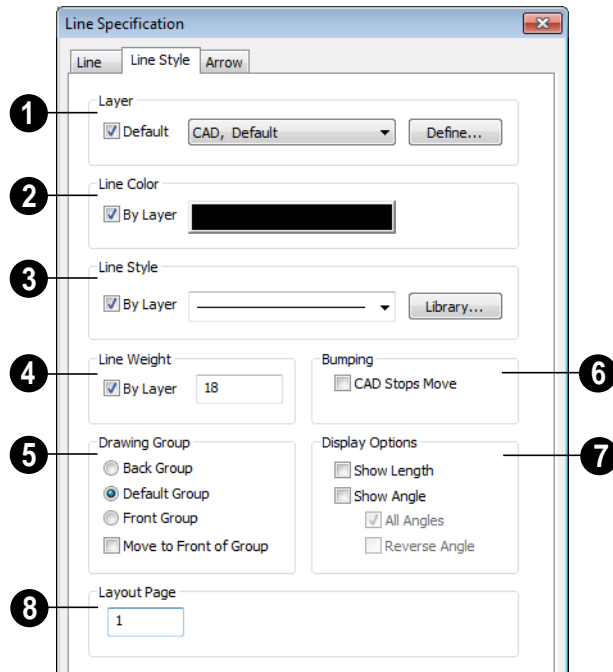 Line Specification
Line
Line Style
Arrow
1
Layer
Default
CAD, Default
Define...
2
Line Color
By Layer
3
Line Style
By Layer
Library...
4
Line Weight
By Layer
18
Bumping
CAD Stops Move
6
5
Drawing Group
Back Group
Default Group
Front Group
Move to Front of Group
Display Options
Show Length
Show Angle
All Angles
Reverse Angle
7
8
Layout Page
1